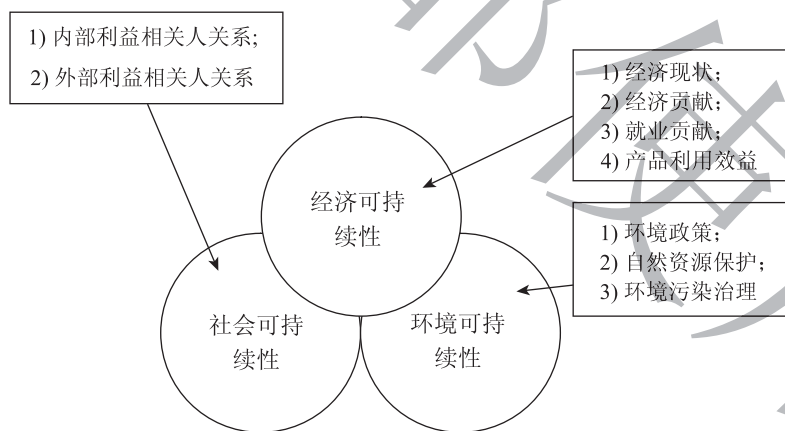 1) 内部利益相关人关系;
2) 外部利益相关人关系
1) 经济现状;
2) 经济贡献;
3) 就业贡献;
4) 产品利用效益
经济可持
续性
1) 环境政策;
2) 自然资源保护;
3) 环境污染治理
社会可持
续性
环境可持
续性